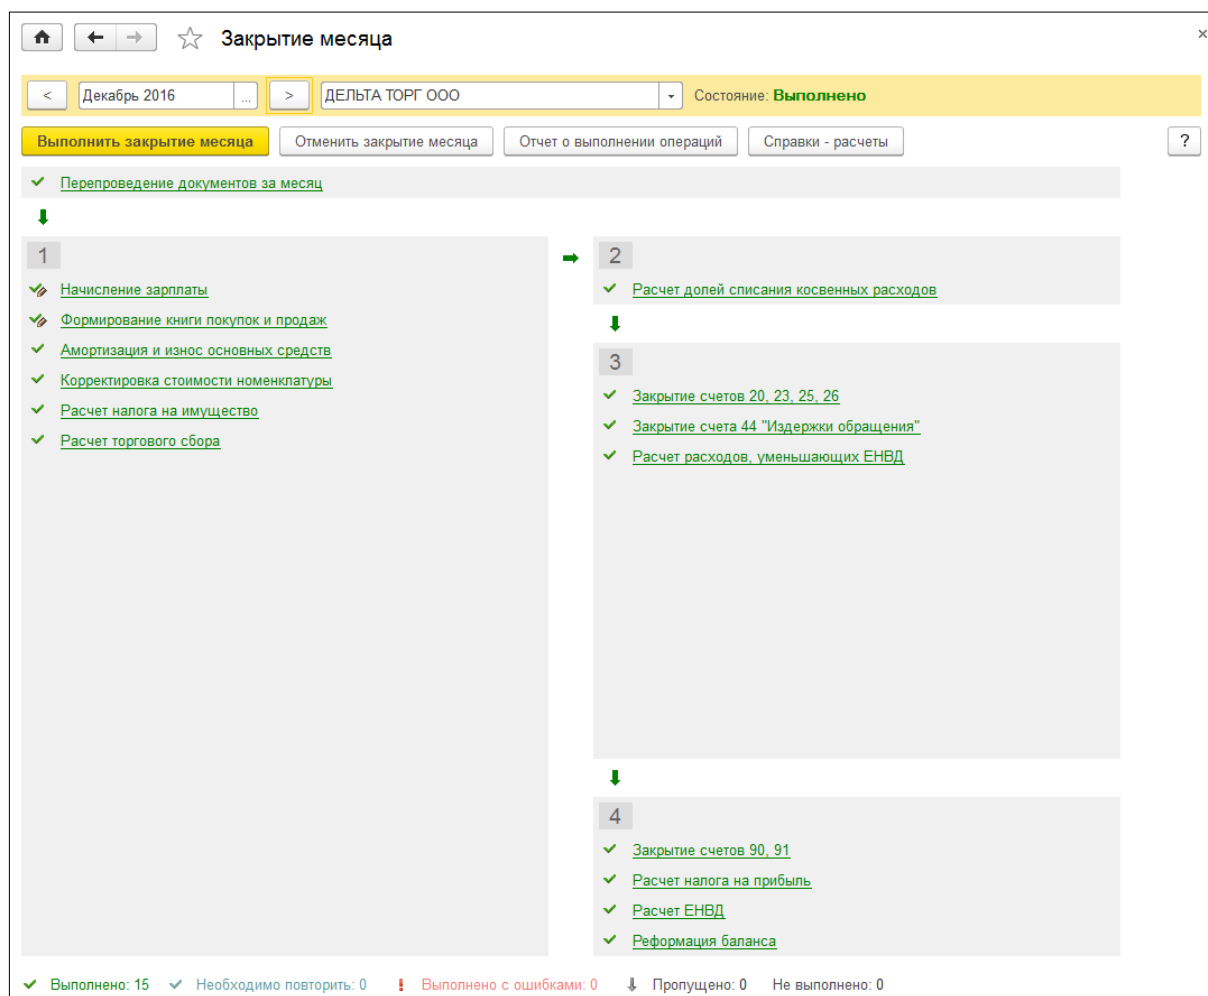 Закрытие месяца
×
< Декабрь 2016 ... > ДЕЛЬТА ТОРГ ООО Состояние: Выполнено
Выполнить закрытие месяца Отменить закрытие месяца Отчет о выполнении операций Справки - расчеты ?
Перепроведение документов за месяц
1
Начисление зарплаты
Формирование книги покупок и продаж
Амортизация и износ основных средств
Корректировка стоимости номенклатуры
Расчет налога на имущество
Расчет торгового сбора
2
Расчет долей списания косвенных расходов
3
Закрытие счетов 20, 23, 25, 26
Закрытие счета 44 "Издержки обращения"
Расчет расходов, уменьшающих ЕНВД
4
Закрытие счетов 90, 91
Расчет налога на прибыль
Расчет ЕНВД
Реформация баланса
Выполнено: 15 Необходимо повторить: 0 Выполнено с ошибками: 0 Пропущено: 0 Не выполнено: 0